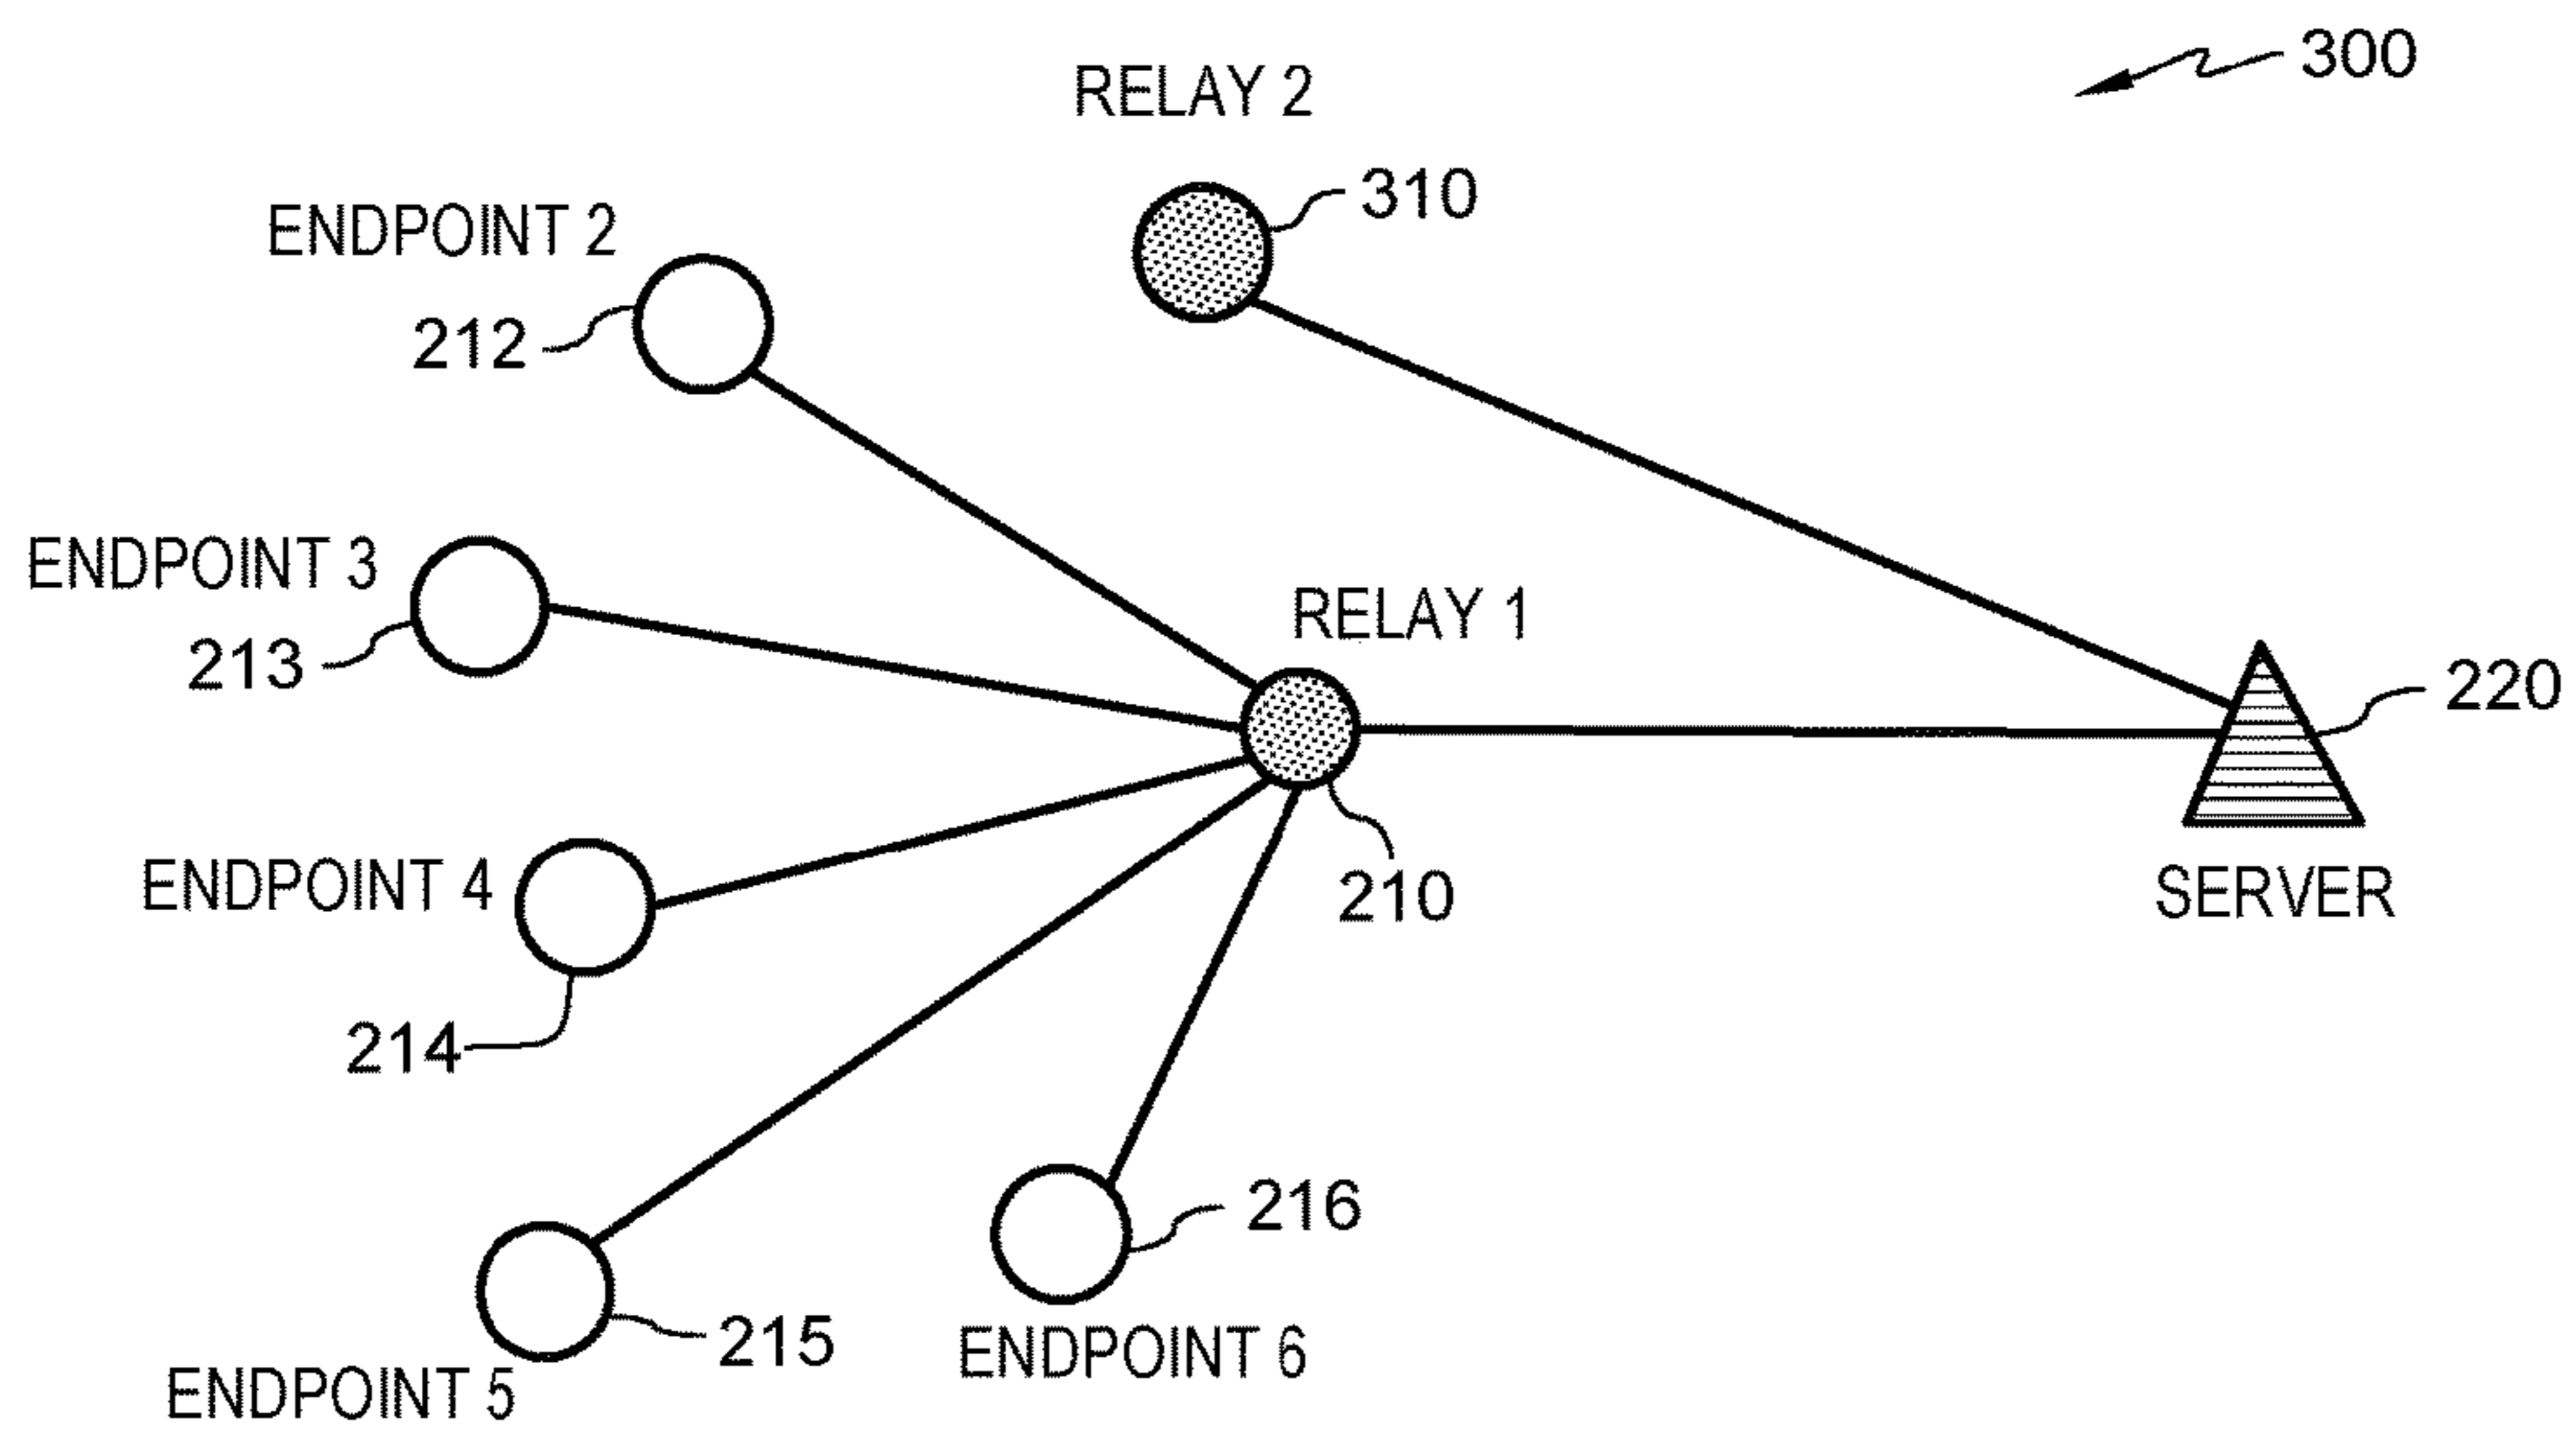 300
RELAY 2
310
ENDPOINT 2
212
ENDPOINT 3
213
RELAY 1
220
ENDPOINT 4
210
SERVER
214
216
215
ENDPOINT 6
ENDPOINT 5